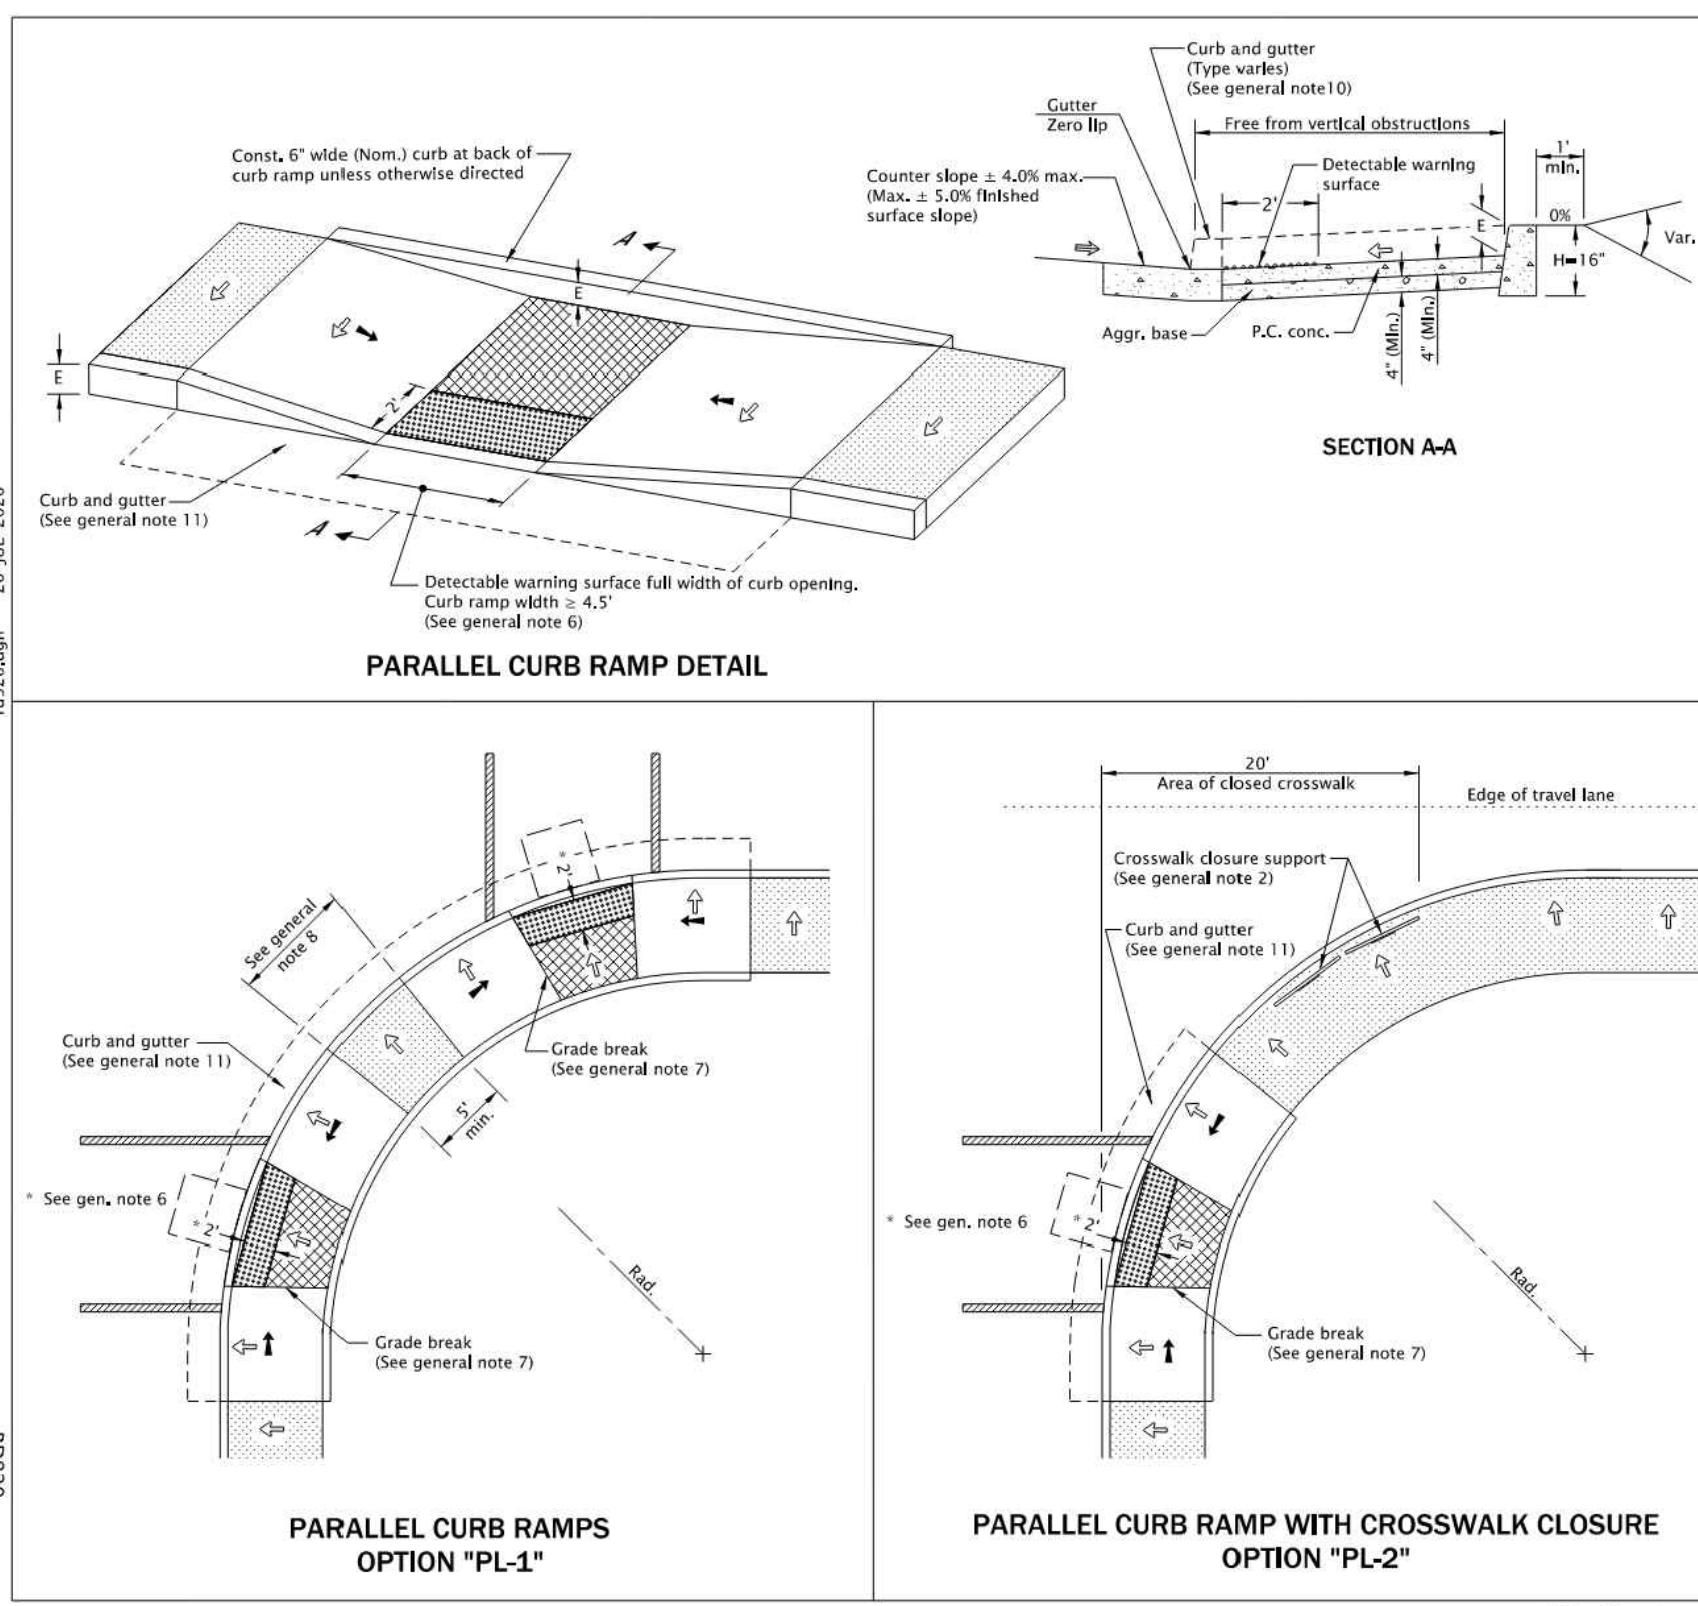 Const. 6" wide (Nom.) curb at back of
curb ramp unless otherwise directed
A
E
E
2'
Curb and gutter
(See general note 11)
A
Detectable warning surface full width of curb opening.
Curb ramp width ≥ 4.5'
(See general note 6)
PARALLEL CURB RAMP DETAIL
Curb and gutter
(Type varies)
(See general note10)
Gutter
Zero lip
Free from vertical obstructions
1'
min.
Counter slope ± 4.0% max.
(Max. ± 5.0% finished
surface slope)
Detectable warning
surface
2'
E
0%
Var.
H=16"
Aggr. base
P.C. conc.
4" (Min.)
4" (Min.)
SECTION A-A
* 2'
See general
note 8
Curb and gutter
(See general note 11)
Grade break
(See general note 7)
5'
min.
* See gen. note 6
* 2'
Rad.
Grade break
(See general note 7)
PARALLEL CURB RAMPS
OPTION "PL-1"
20'
Area of closed crosswalk
Edge of travel lane
Crosswalk closure support
(See general note 2)
Curb and gutter
(See general note 11)
* See gen. note 6
* 2'
Rad.
Grade break
(See general note 7)
PARALLEL CURB RAMP WITH CROSSWALK CLOSURE
OPTION "PL-2"